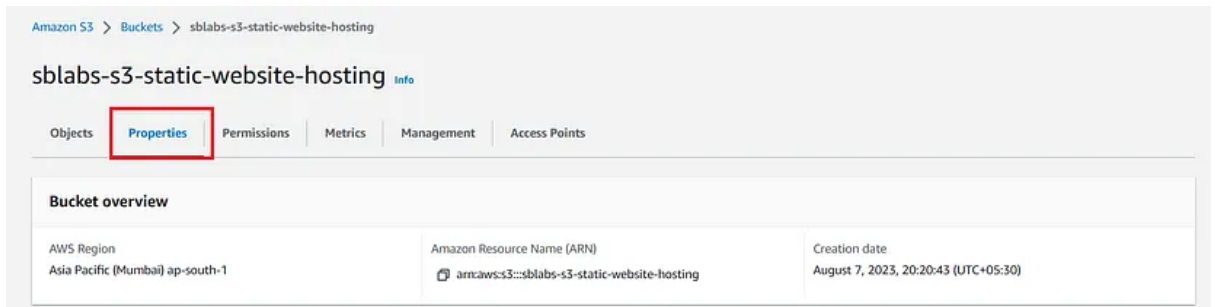 Amazon S3 > Buckets > sblabs-s3-static-website-hosting
sblabs-s3-static-website-hosting Info
Objects Properties Permissions Metrics Management Access Points
Bucket overview
AWS Region Amazon Resource Name (ARN) Creation date
Asia Pacific (Mumbai) ap-south-1 arn:aws:s3:::sblabs-s3-static-website-hosting August 7, 2023, 20:20:43 (UTC+05:30)